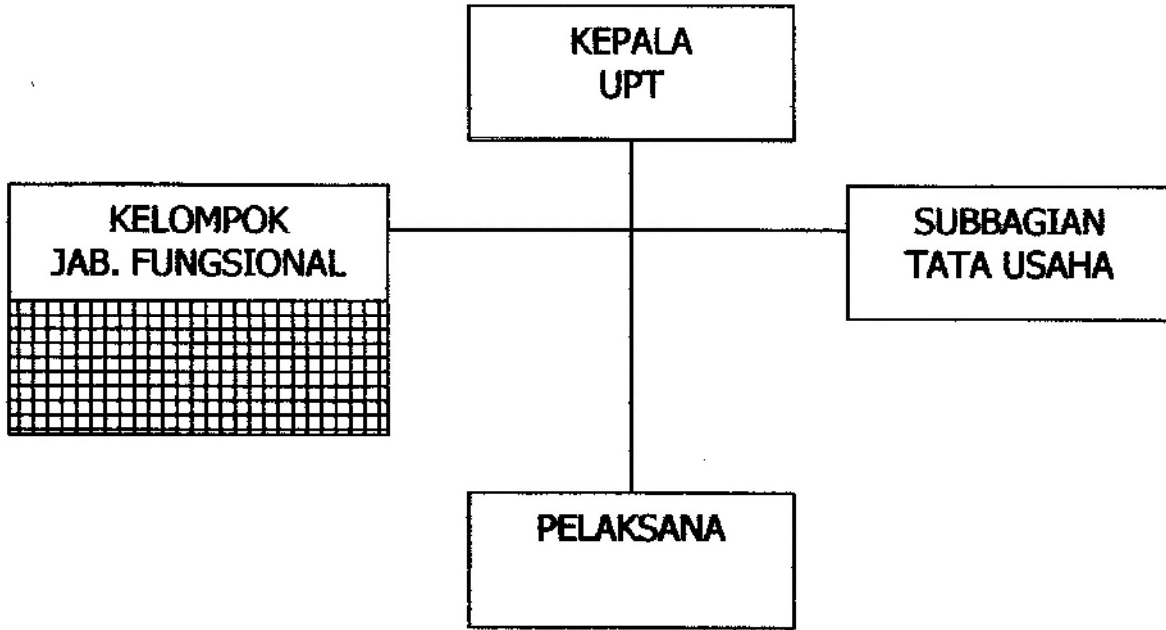 KEPALA
UPT
KELOMPOK
JAB. FUNGSIONAL
SUBBAGIAN
TATA USAHA
PELAKSANA